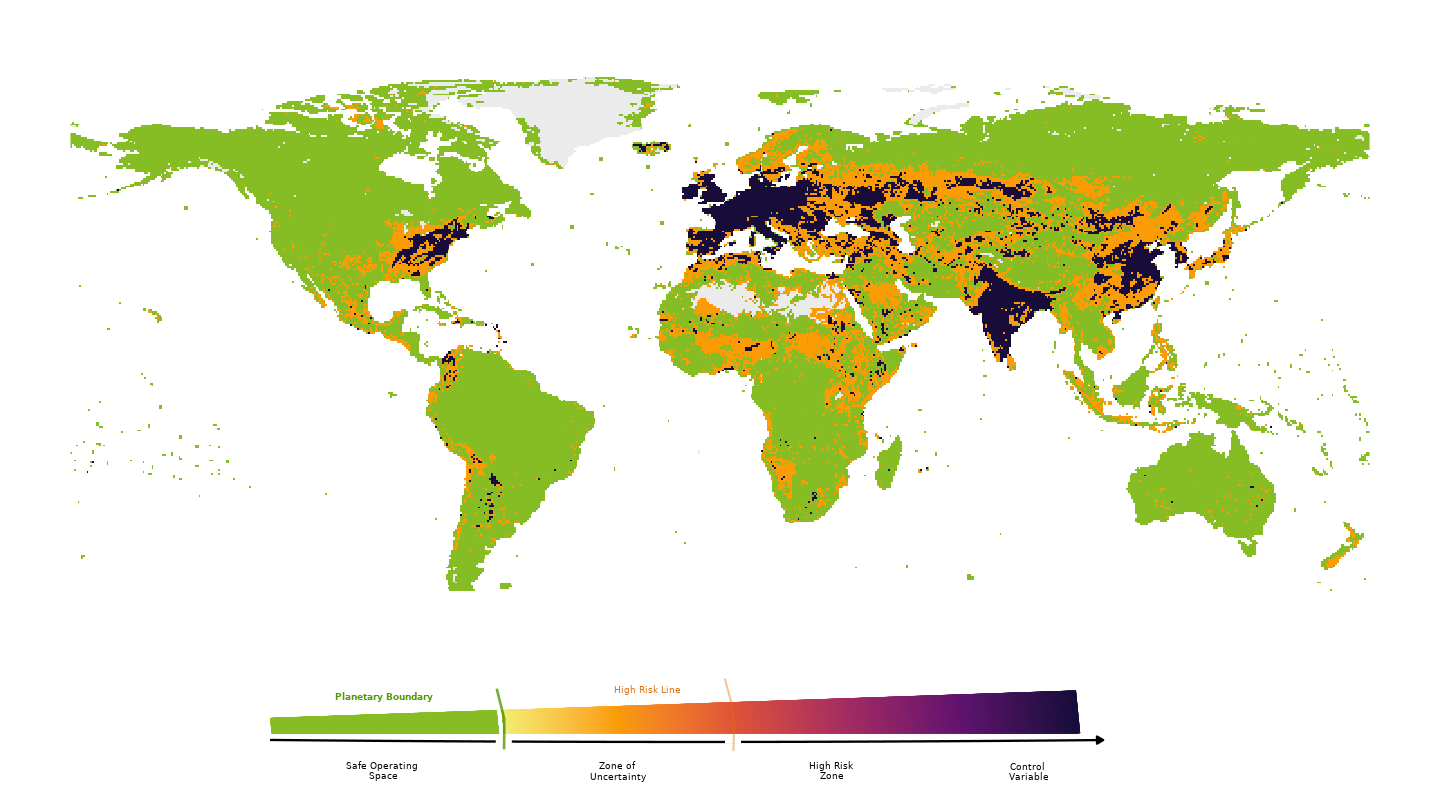 Planetary Boundary
High Risk Line
Safe Operating
Space
Zone of
Uncertainty
High Risk
Zone
Control
Variable